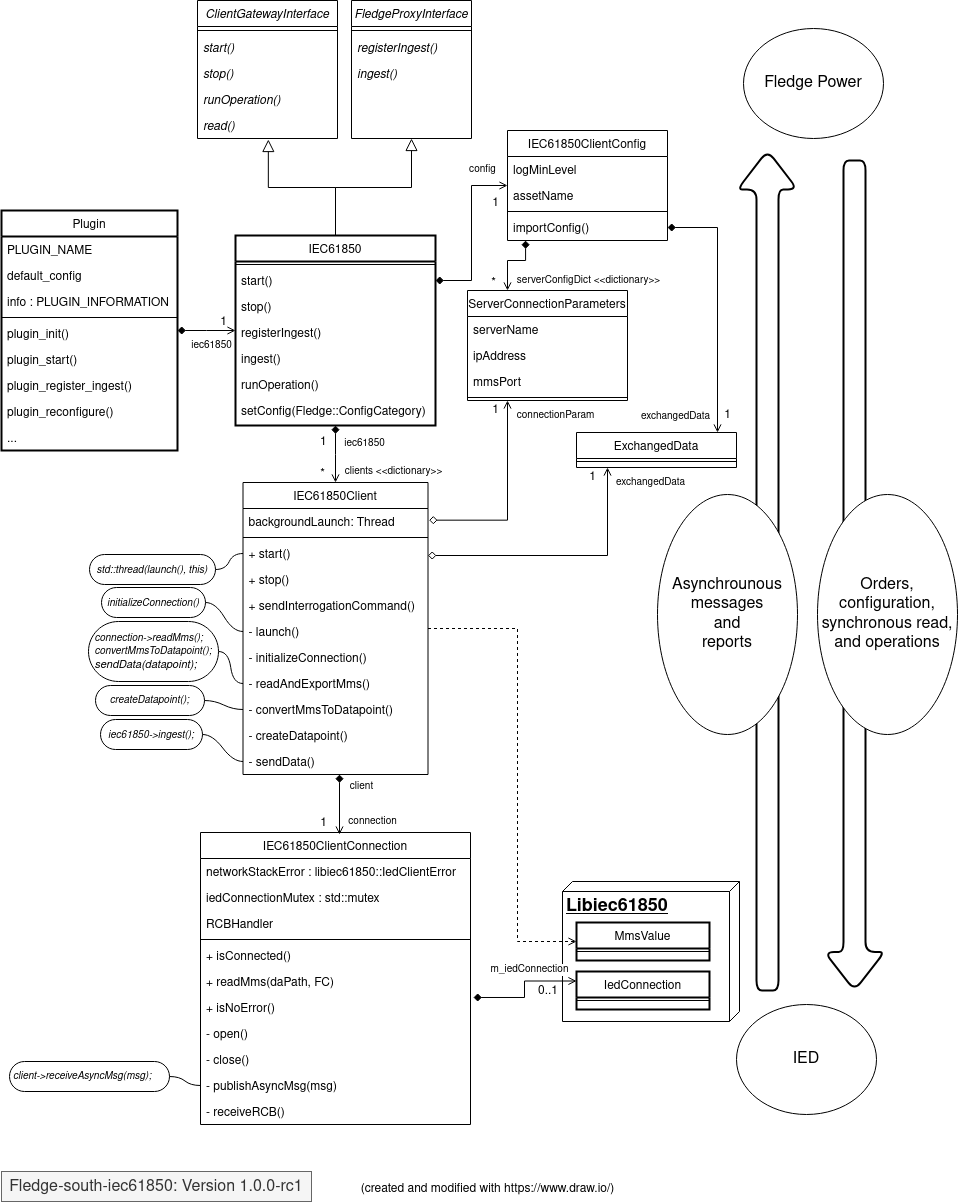 ClientGatewayInterface
start()
stop()
runOperation()
read()
FledgeProxyInterface
registerIngest()
ingest()
Fledge Power
IEC61850ClientConfig
logMinLevel
assetName
importConfig()
config
1
Plugin
PLUGIN_NAME
default_config
info : PLUGIN_INFORMATION
plugin_init()
plugin_start()
plugin_register_ingest()
plugin_reconfigure()
...
1
iec61850
IEC61850
start()
stop()
registerIngest()
ingest()
runOperation()
setConfig(Fledge::ConfigCategory)
* serverConfigDict <<dictionary>>
ServerConnectionParameters
serverName
ipAddress
mmsPort
1 connectionParam
exchangedData 1
ExchangedData
1 exchangedData
1 iec61850
* clients <<dictionary>>
IEC61850Client
backgroundLaunch: Thread
+ start()
+ stop()
+ sendInterrogationCommand()
- launch()
- initializeConnection()
- readAndExportMms()
- convertMmsToDatapoint()
- createDatapoint()
- sendData()
std::thread(launch(), this)
initializeConnection()
connection->readMms();
convertMmsToDatapoint();
sendData(datapoint);
createDatapoint();
iec61850->ingest();
Asynchrounous
messages
and
reports
Orders,
configuration,
synchronous read,
and operations
client
1 connection
IEC61850ClientConnection
networkStackError : libiec61850::IedClientError
iedConnectionMutex : std::mutex
RCBHandler
+ isConnected()
+ readMms(daPath, FC)
+ isNoError()
- open()
- close()
- publishAsyncMsg(msg)
- receiveRCB()
client->receiveAsyncMsg(msg);
Libiec61850
MmsValue
m_iedConnection
0..1
IedConnection
IED
Fledge-south-iec61850: Version 1.0.0-rc1
(created and modified with https://www.draw.io/)